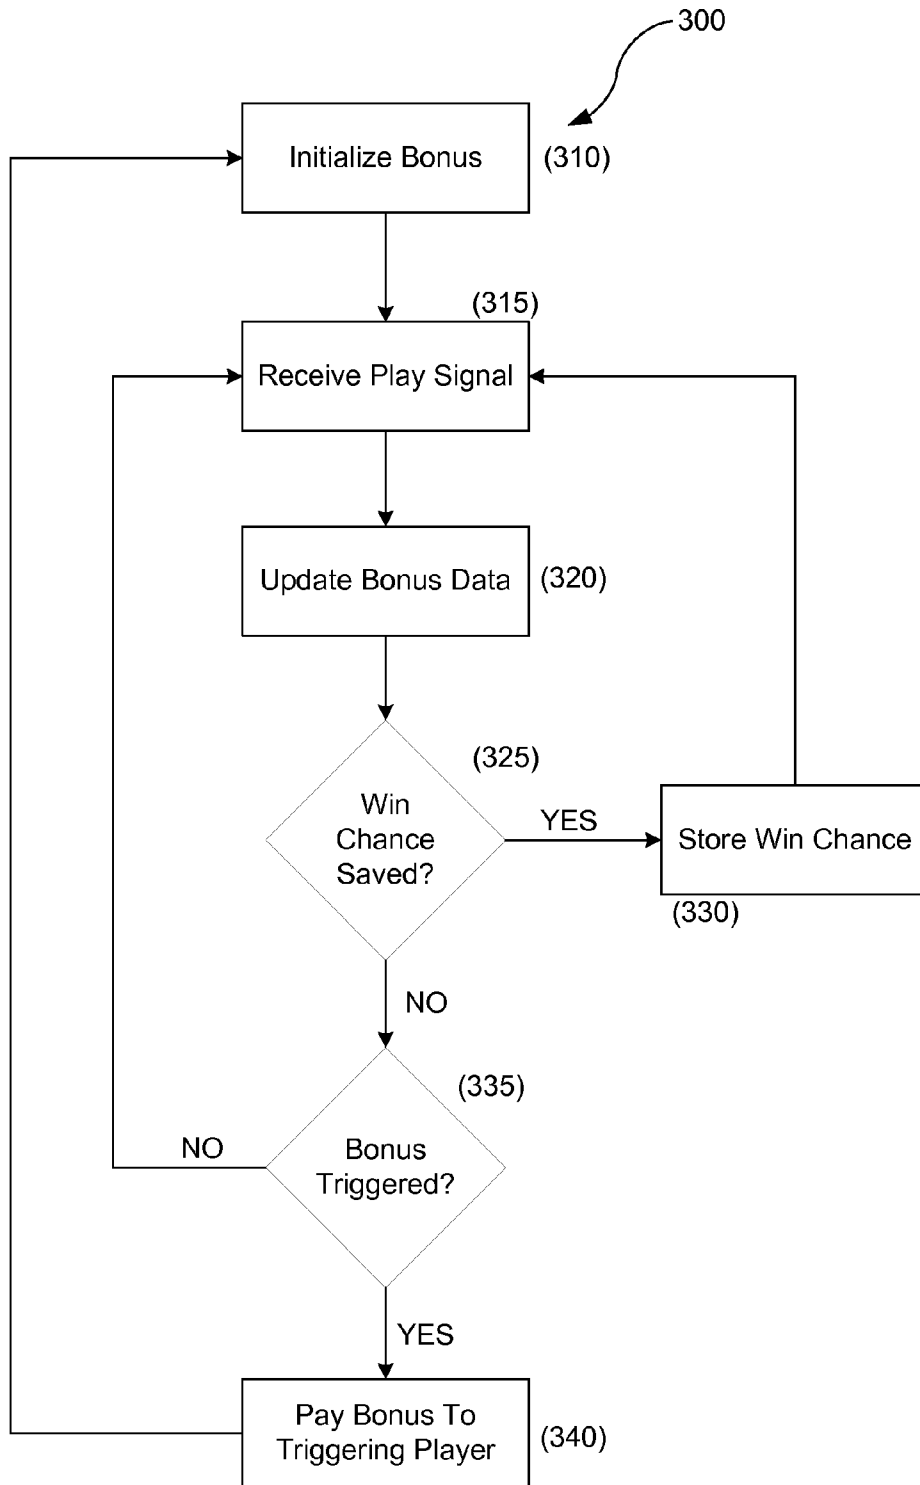 300
Initialize Bonus
(310)
(315)
Receive Play Signal
Update Bonus Data
(320)
(325)
Win
Chance
Saved?
YES
Store Win Chance
(330)
NO
(335)
Bonus
Triggered?
NO
YES
Pay Bonus To
Triggering Player
(340)